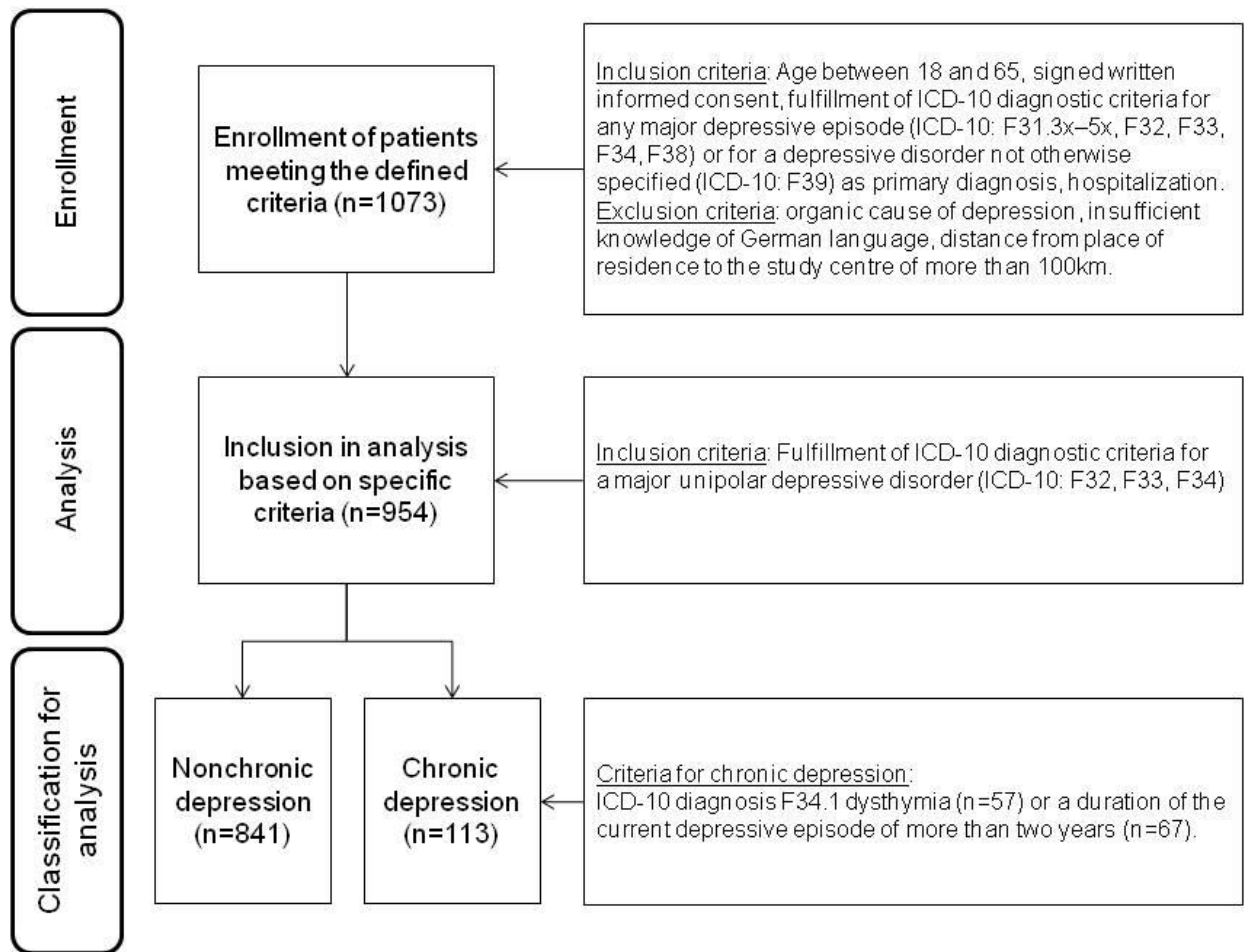 Enrollment
Enrollment of patients
meeting the defined
criteria (n=1073)
Inclusion criteria: Age between 18 and 65, signed written
informed consent, fulfillment of ICD-10 diagnostic criteria for
any major depressive episode (ICD-10: F31.3x–5x, F32, F33,
F34, F38) or for a depressive disorder not otherwise
specified (ICD-10: F39) as primary diagnosis, hospitalization.
Exclusion criteria: organic cause of depression, insufficient
knowledge of German language, distance from place of
residence to the study centre of more than 100km.
Analysis
Inclusion in analysis
based on specific
criteria (n=954)
Inclusion criteria: Fulfillment of ICD-10 diagnostic criteria for
a major unipolar depressive disorder (ICD-10: F32, F33, F34)
Classification for
analysis
Nonchronic
depression
(n=841)
Chronic
depression
(n=113)
Criteria for chronic depression:
ICD-10 diagnosis F34.1 dysthymia (n=57) or a duration of the
current depressive episode of more than two years (n=67).